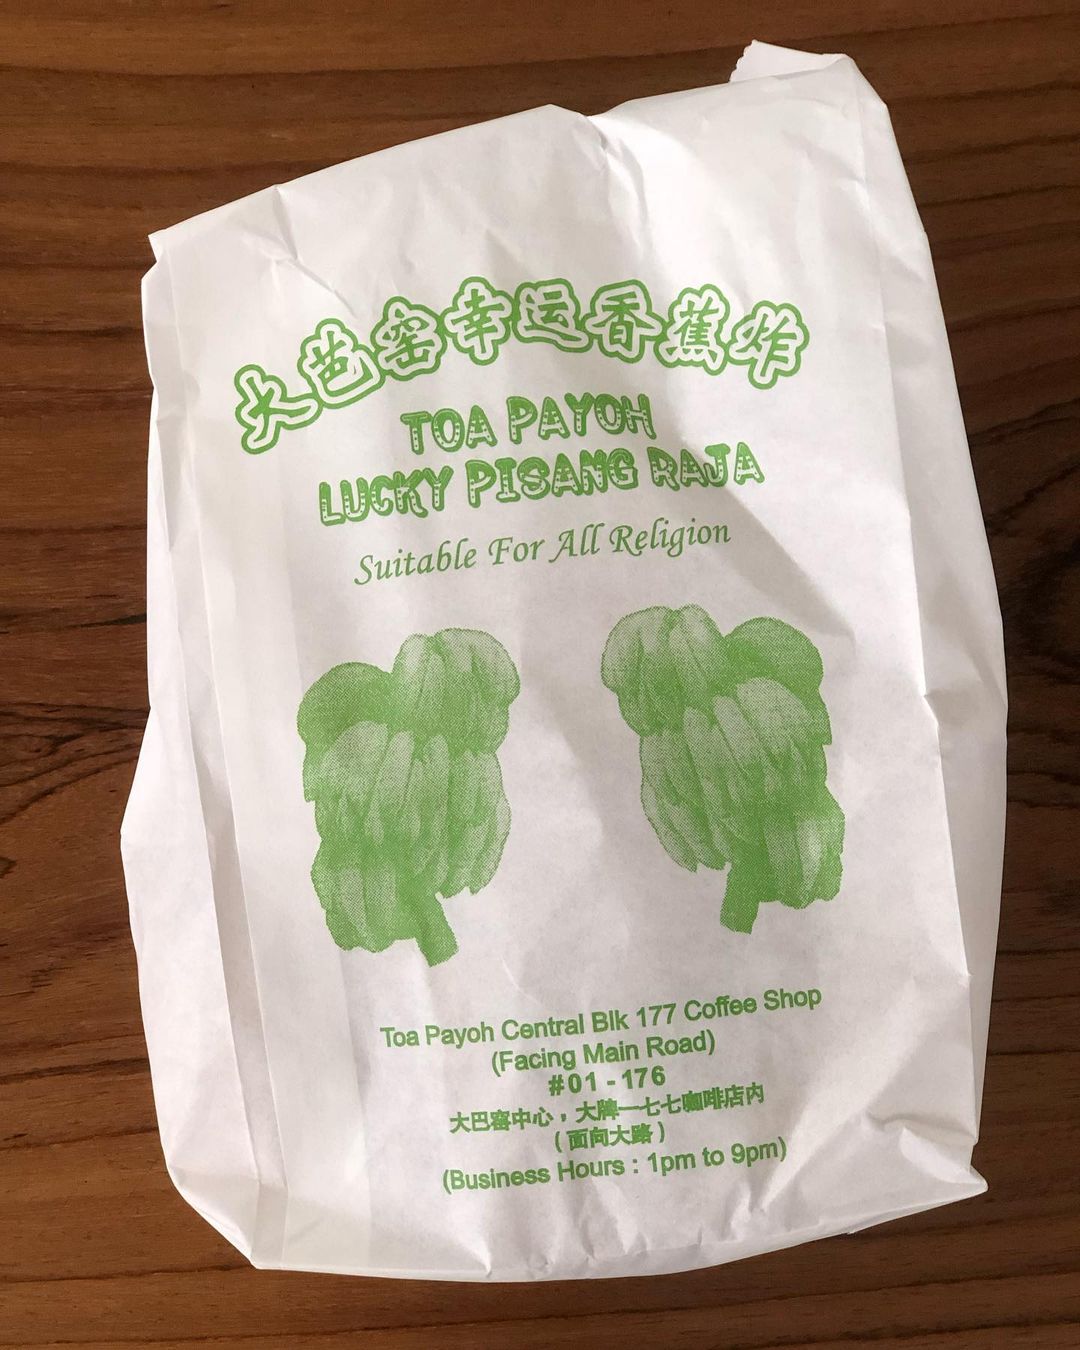 大芭窑幸运香蕉炸
TOA PAYOH
LUCKY PISANG RAJA
Suitable For All Religion
Toa Payoh Central Blk 177 Coffee Shop
(Facing Main Road)
#01 - 176
大巴窰中心，大牌一七七咖啡店内
( 面向大路 )
(Business Hours : 1pm to 9pm)